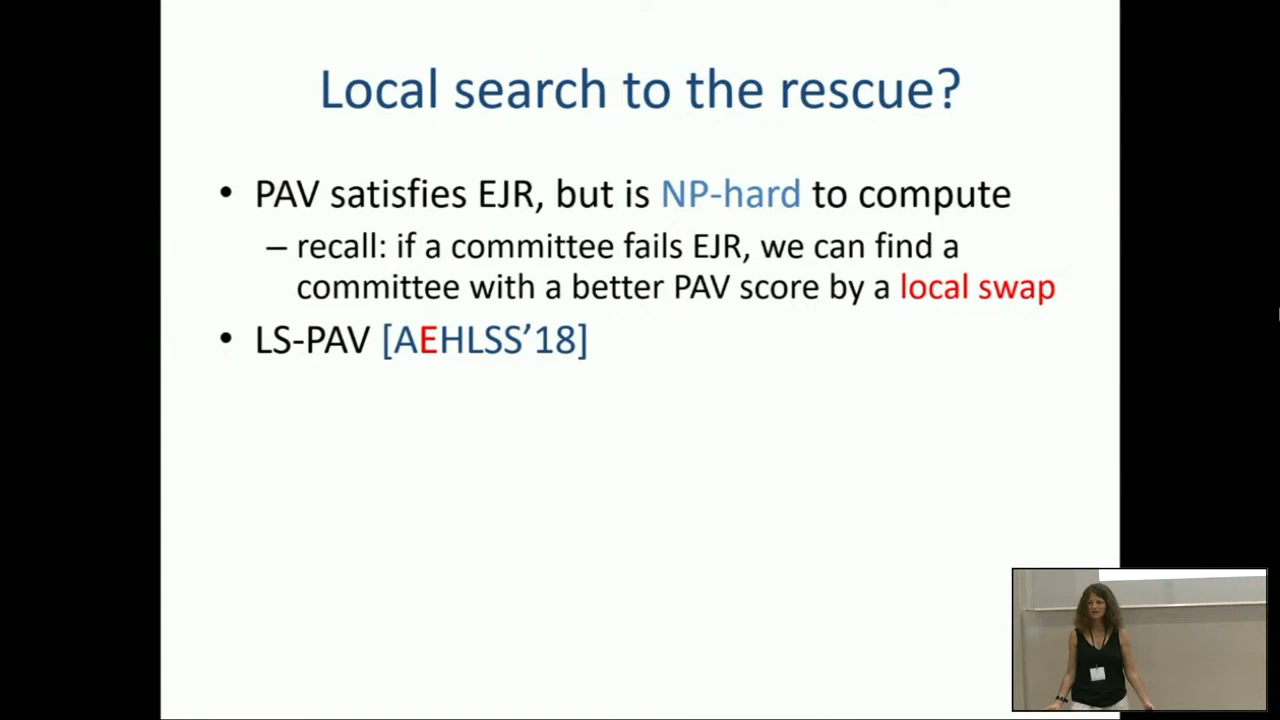 Local search to the rescue?
• PAV satisfies EJR, but is NP-hard to compute
– recall: if a committee fails EJR, we can find a
committee with a better PAV score by a local swap
• LS-PAV [AEHLSS’18]